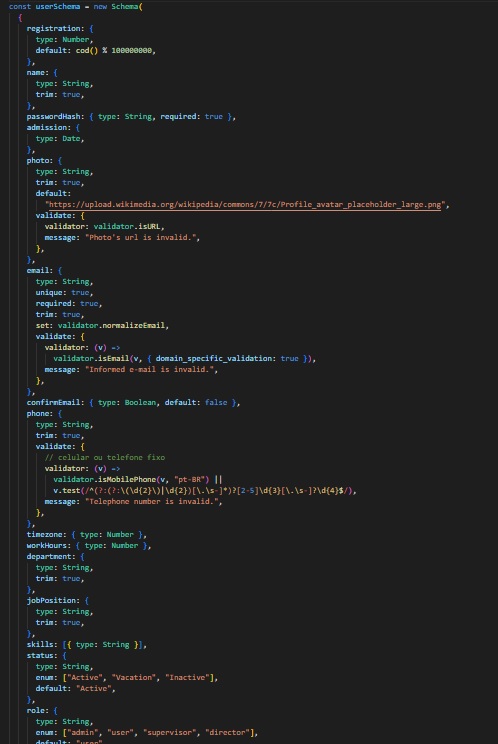 const userSchema = new Schema(
{
registration: {
type: Number,
default: cod() % 100000000,
},
name: {
type: String,
trim: true,
},
passwordHash: { type: String, required: true },
admission: {
type: Date,
},
photo: {
type: String,
trim: true,
default:
"https://upload.wikimedia.org/wikipedia/commons/7/7c/Profile_avatar_placeholder_large.png",
validate: {
validator: validator.isURL,
message: "Photo's url is invalid.",
},
},
email: {
type: String,
unique: true,
required: true,
trim: true,
set: validator.normalizeEmail,
validate: {
validator: (v) =>
validator.isEmail(v, { domain_specific_validation: true }),
message: "Informed e-mail is invalid.",
},
},
confirmEmail: { type: Boolean, default: false },
phone: {
type: String,
trim: true,
validate: {
// celular ou telefone fixo
validator: (v) =>
validator.isMobilePhone(v, "pt-BR") ||
v.test(/^(?:(?:\(\d{2}\)|\d{2})[\.\s-]*)?[2-5]\d{3}[\.\s-]?\d{4}$/),
message: "Telephone number is invalid.",
},
},
timezone: { type: Number },
workHours: { type: Number },
department: {
type: String,
trim: true,
},
jobPosition: {
type: String,
trim: true,
},
skills: [{ type: String }],
status: {
type: String,
enum: ["Active", "Vacation", "Inactive"],
default: "Active",
},
role: {
type: String,
enum: ["admin", "user", "supervisor", "director"],
default: "user"